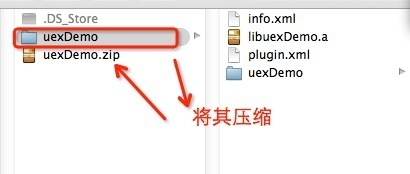 .DS_Store
uexDemo
uexDemo.zip
将其压缩
info.xml
libuexDemo.a
plugin.xml
uexDemo